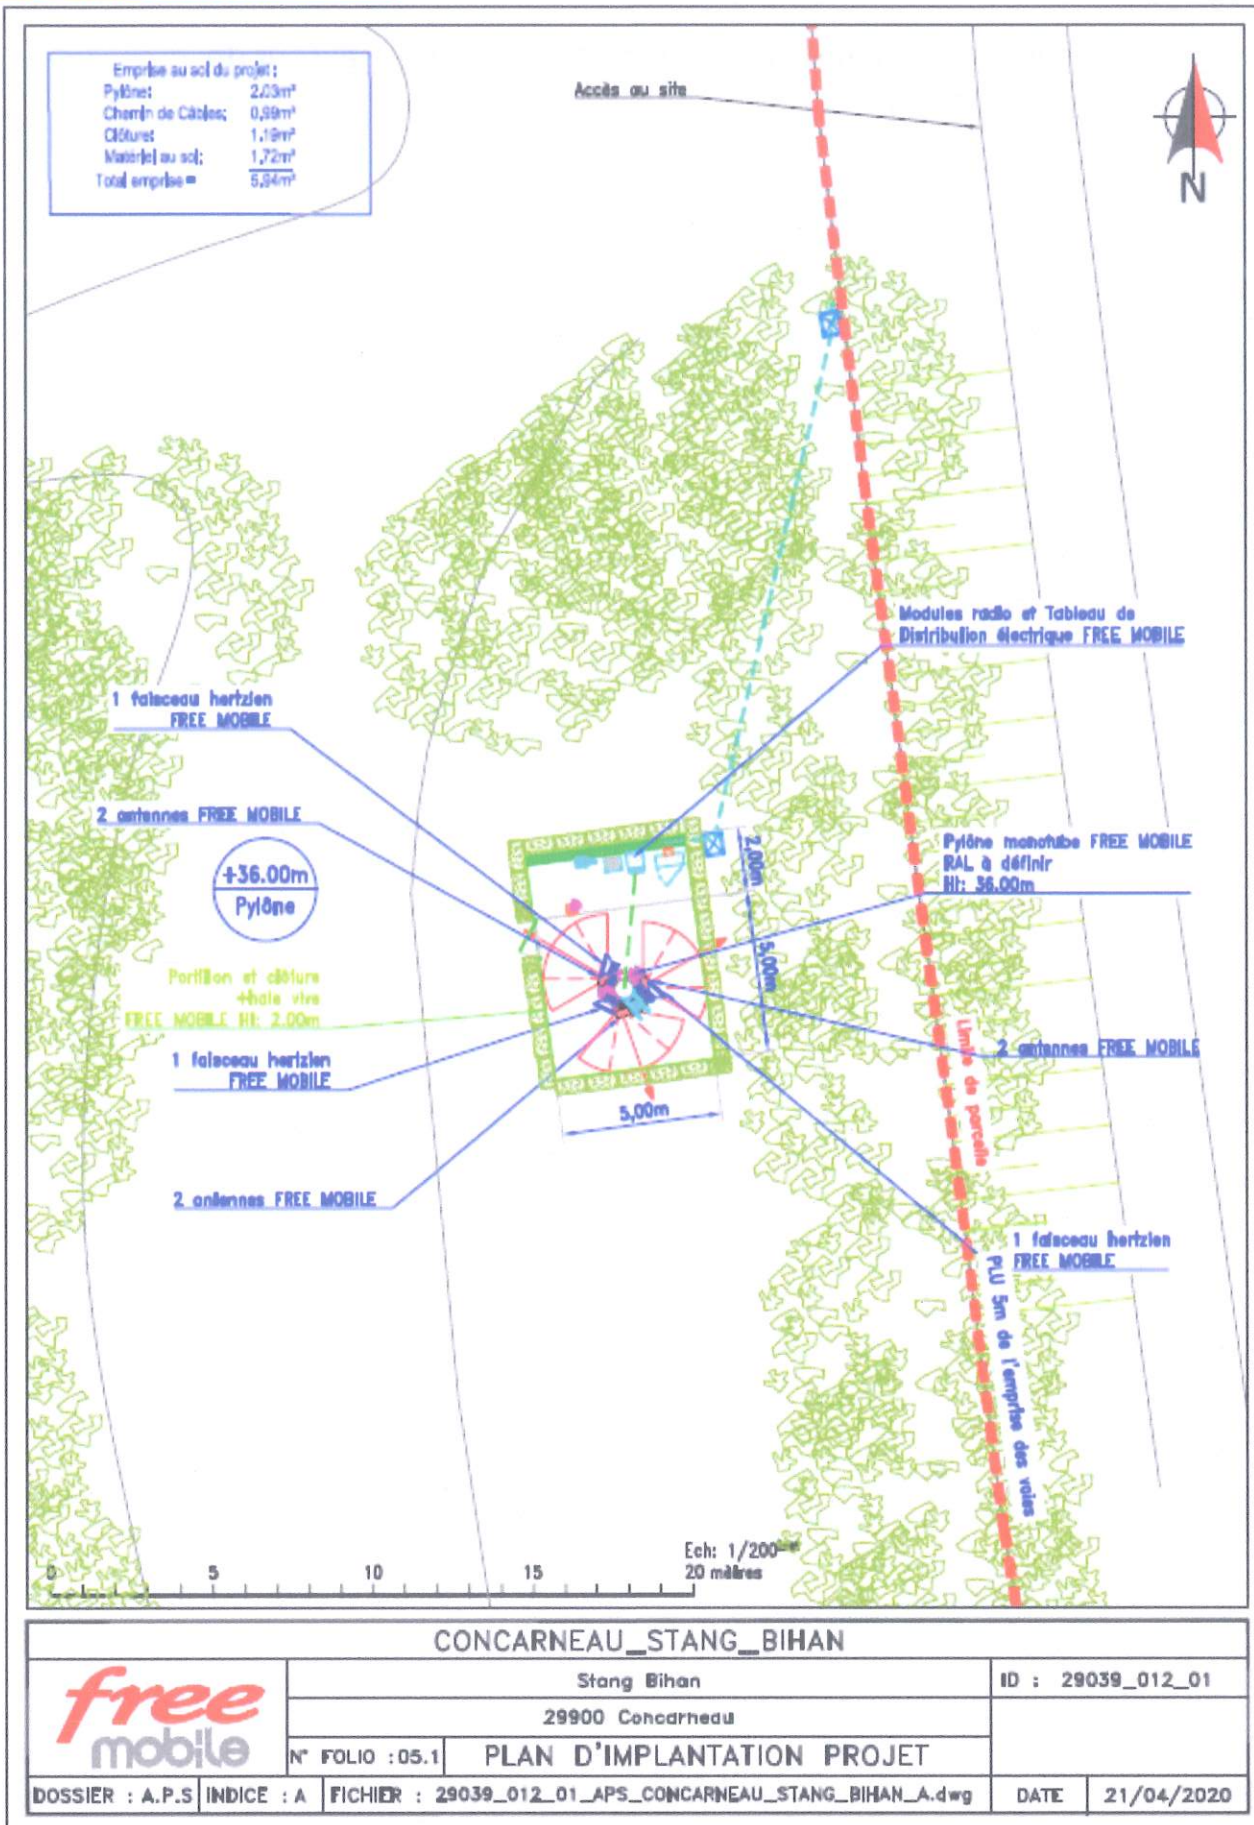 Emprise au sol du projet :
Pylône: 2,03m²
Chemin de Câbles; 0,99m²
Clôture: 1,19m²
Matériel au sol: 1,72m²
Total emprise = 5,94m²
Accès au site
N
Modules radio et Tableau de
Distribution électrique FREE MOBILE
1 faisceau hertzien
FREE MOBILE
2 antennes FREE MOBILE
+36.00m
Pylône
Pylône monotube FREE MOBILE
RAL à définir
Ht: 36.00m
2,00m
5,00m
Portillon et clôture
+haie vive
FREE MOBILE Ht: 2.00m
1 faisceau hertzien
FREE MOBILE
2 antennes FREE MOBILE
Limite de parcelle
5,00m
2 antennes FREE MOBILE
1 faisceau hertzien
FREE MOBILE
PLU 5m de l'emprise des voies
Ech: 1/200
0 5 10 15 20 mètres
CONCARNEAU_STANG_BIHAN
free
mobile
Stang Bihan
ID : 29039_012_01
29900 Concarneau
N° FOLIO :05.1
PLAN D'IMPLANTATION PROJET
DOSSIER : A.P.S
INDICE : A
FICHIER : 29039_012_01_APS_CONCARNEAU_STANG_BIHAN_A.dwg
DATE
21/04/2020